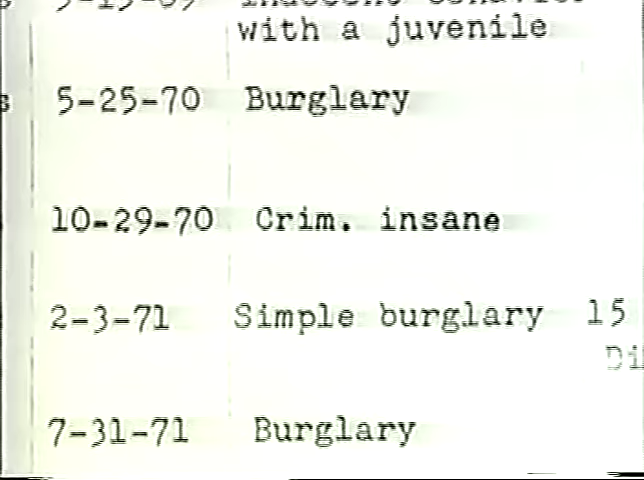 with a juvenile
5-25-70 Burglary
10-29-70 Crim. insane
2-3-71 Simple burglary 15
7-31-71 Burglary